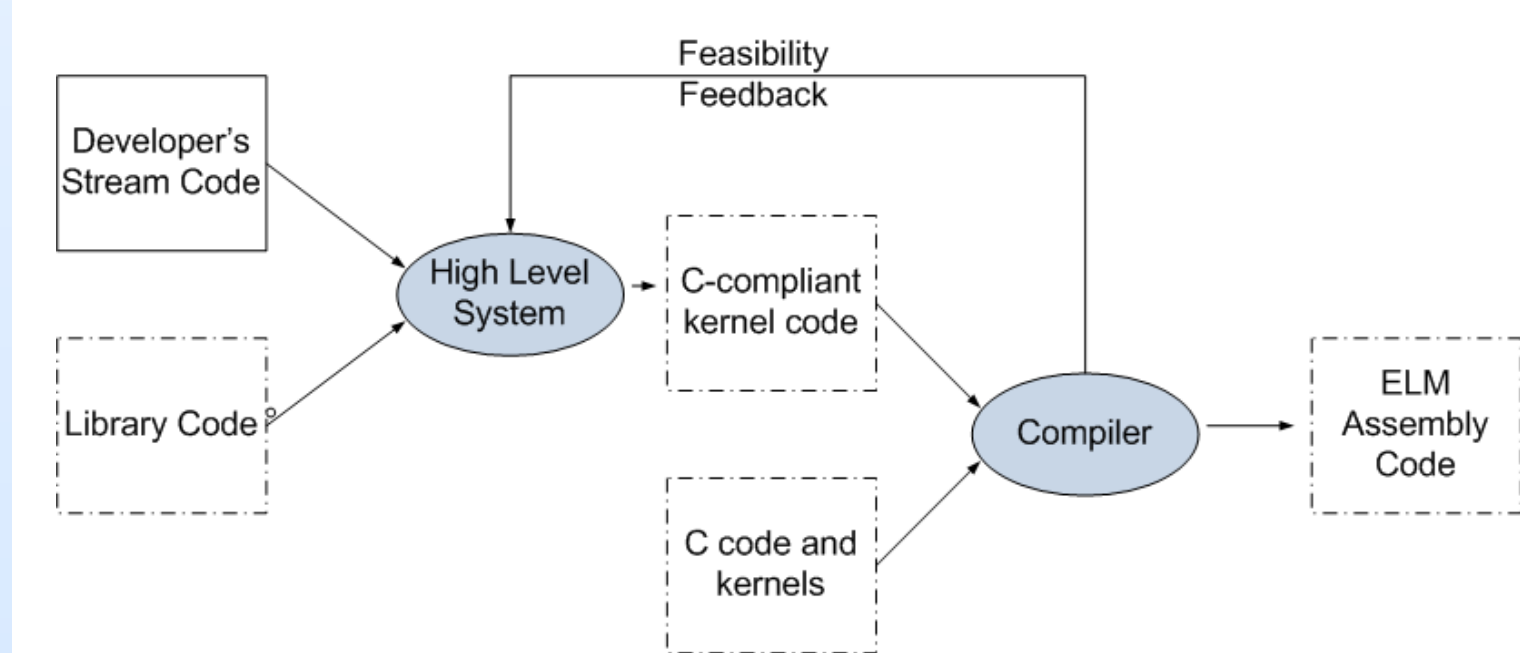 Feasibility
Feedback
Developer's
Stream Code
High Level
System
C-compliant
kernel code
Library Code
Compiler
ELM
Assembly
Code
C code and
kernels